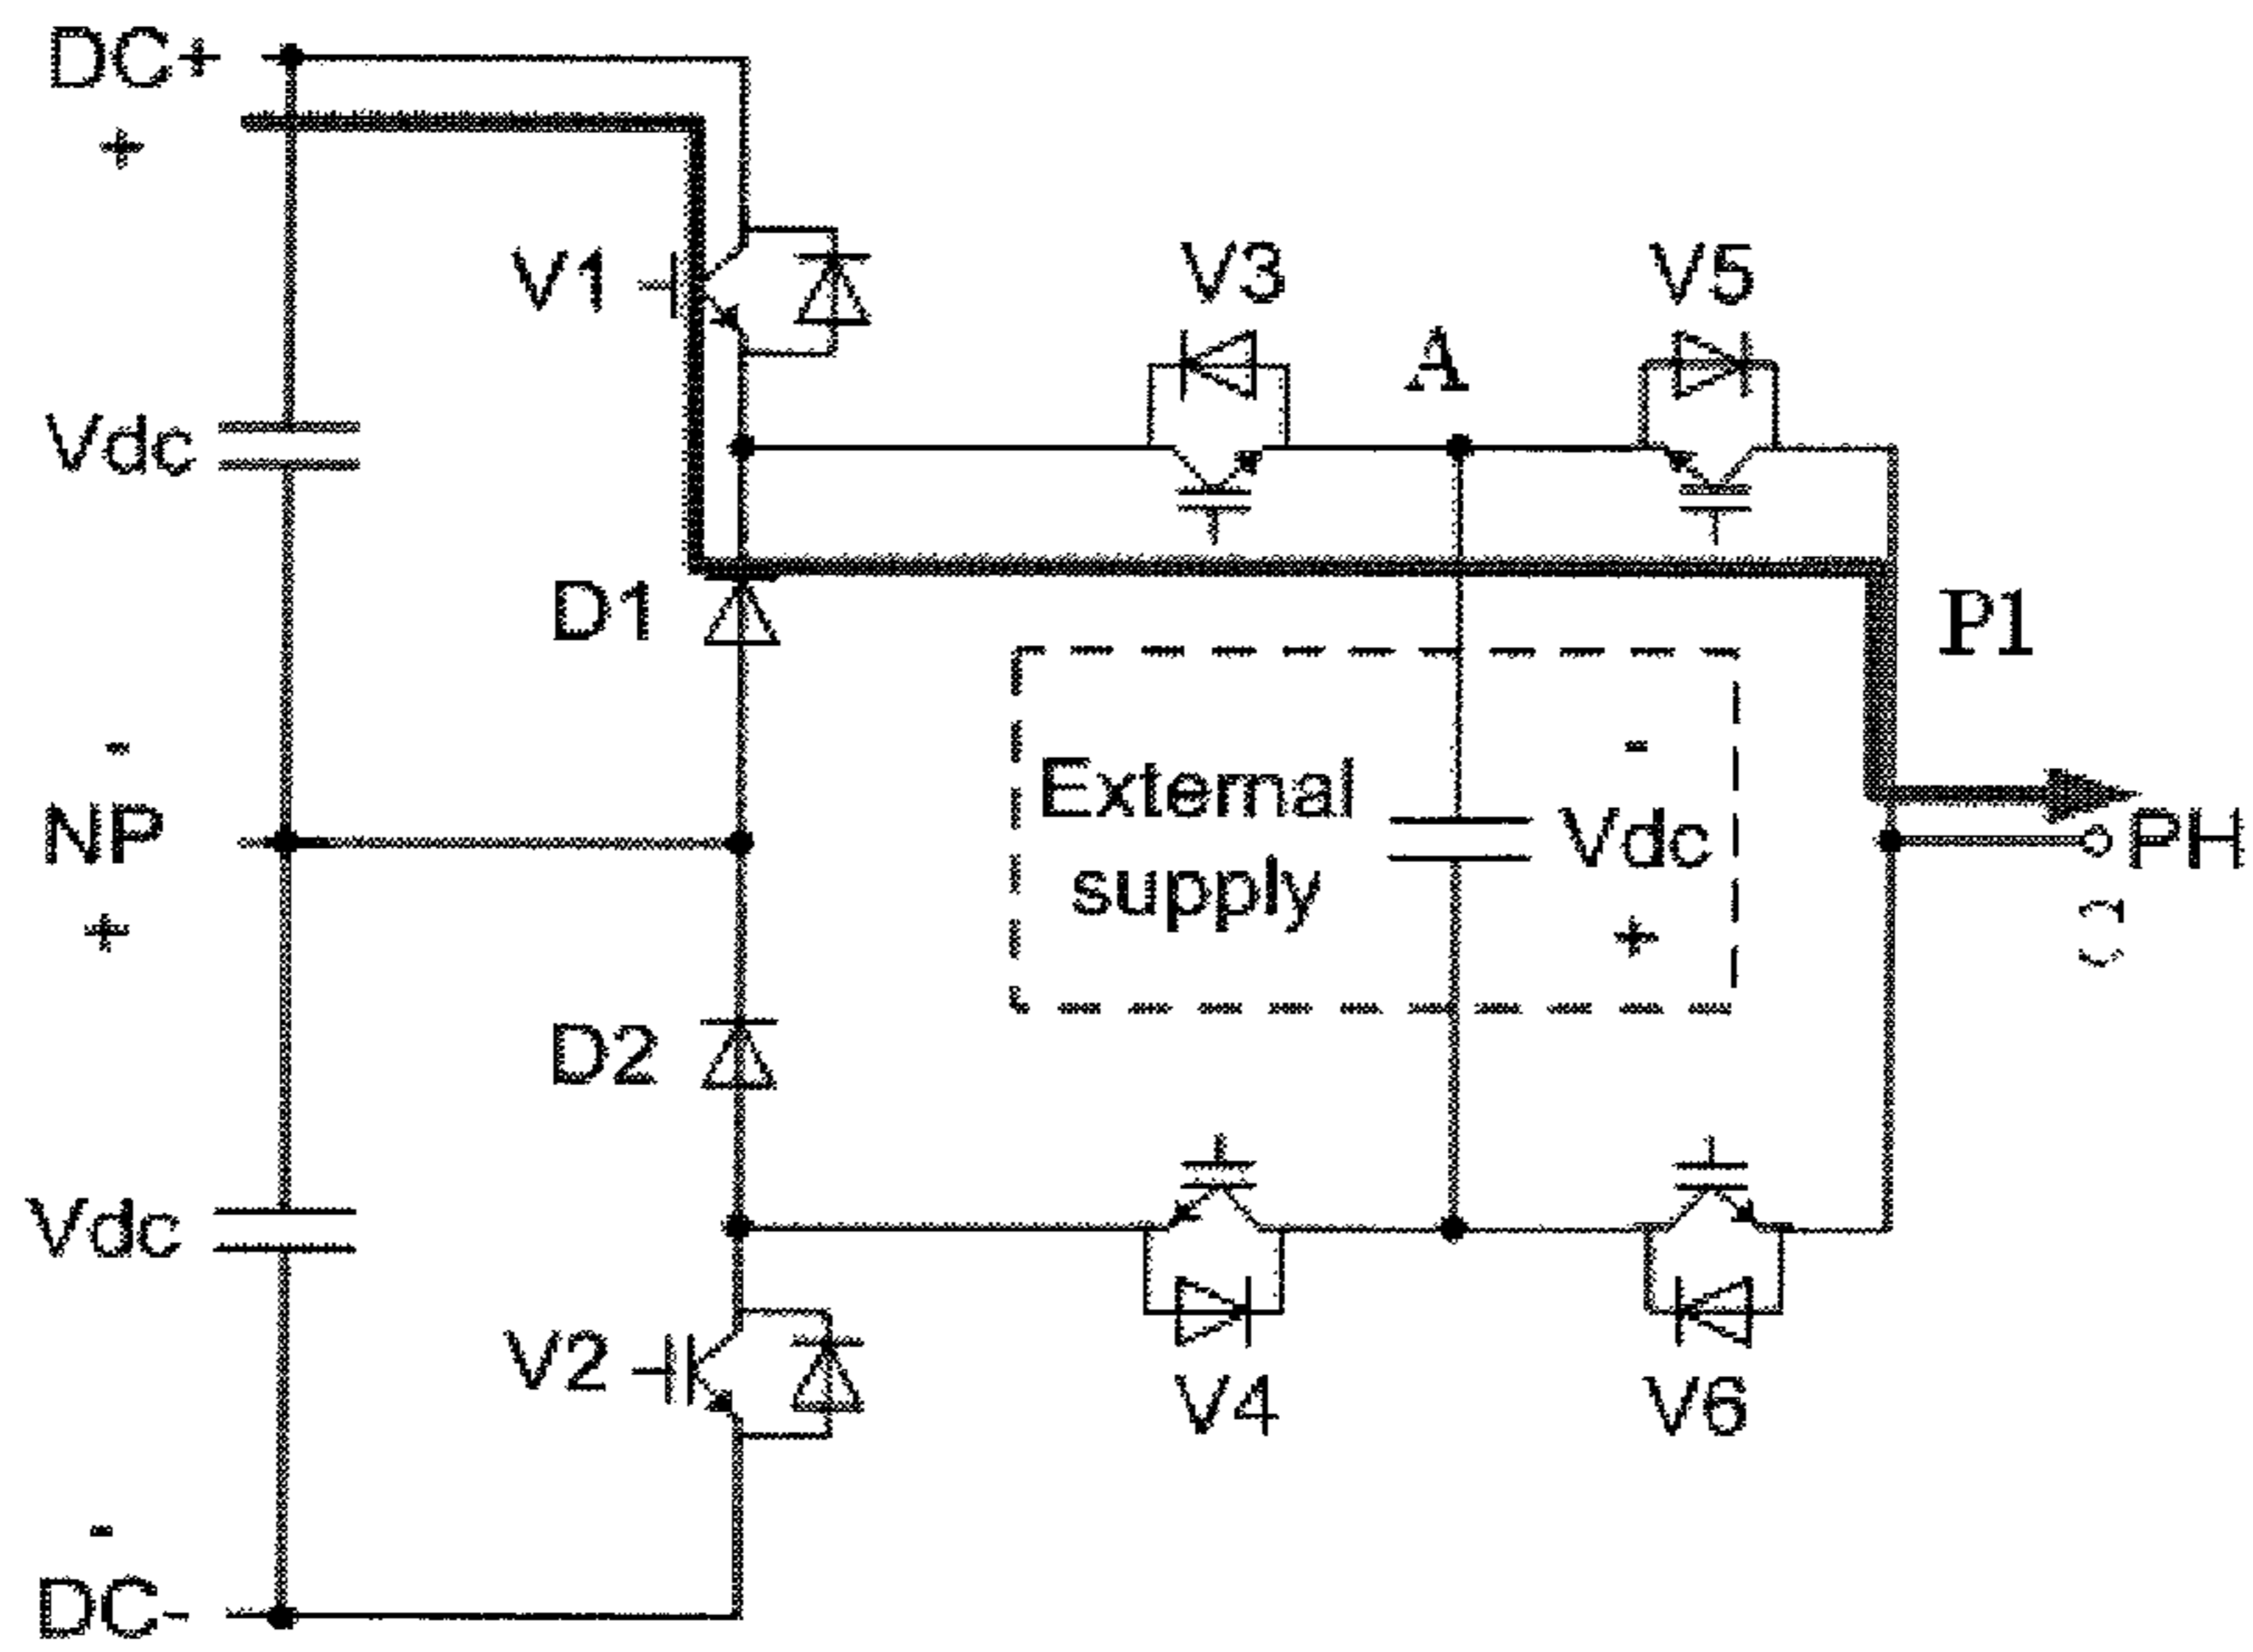 DC+
+
V1
V3
V5
A
Vdc
D1
P1
-
NP
+
External
supply
-
Vdc
+
PH
D2
Vdc
V2
V4
V6
-
DC-